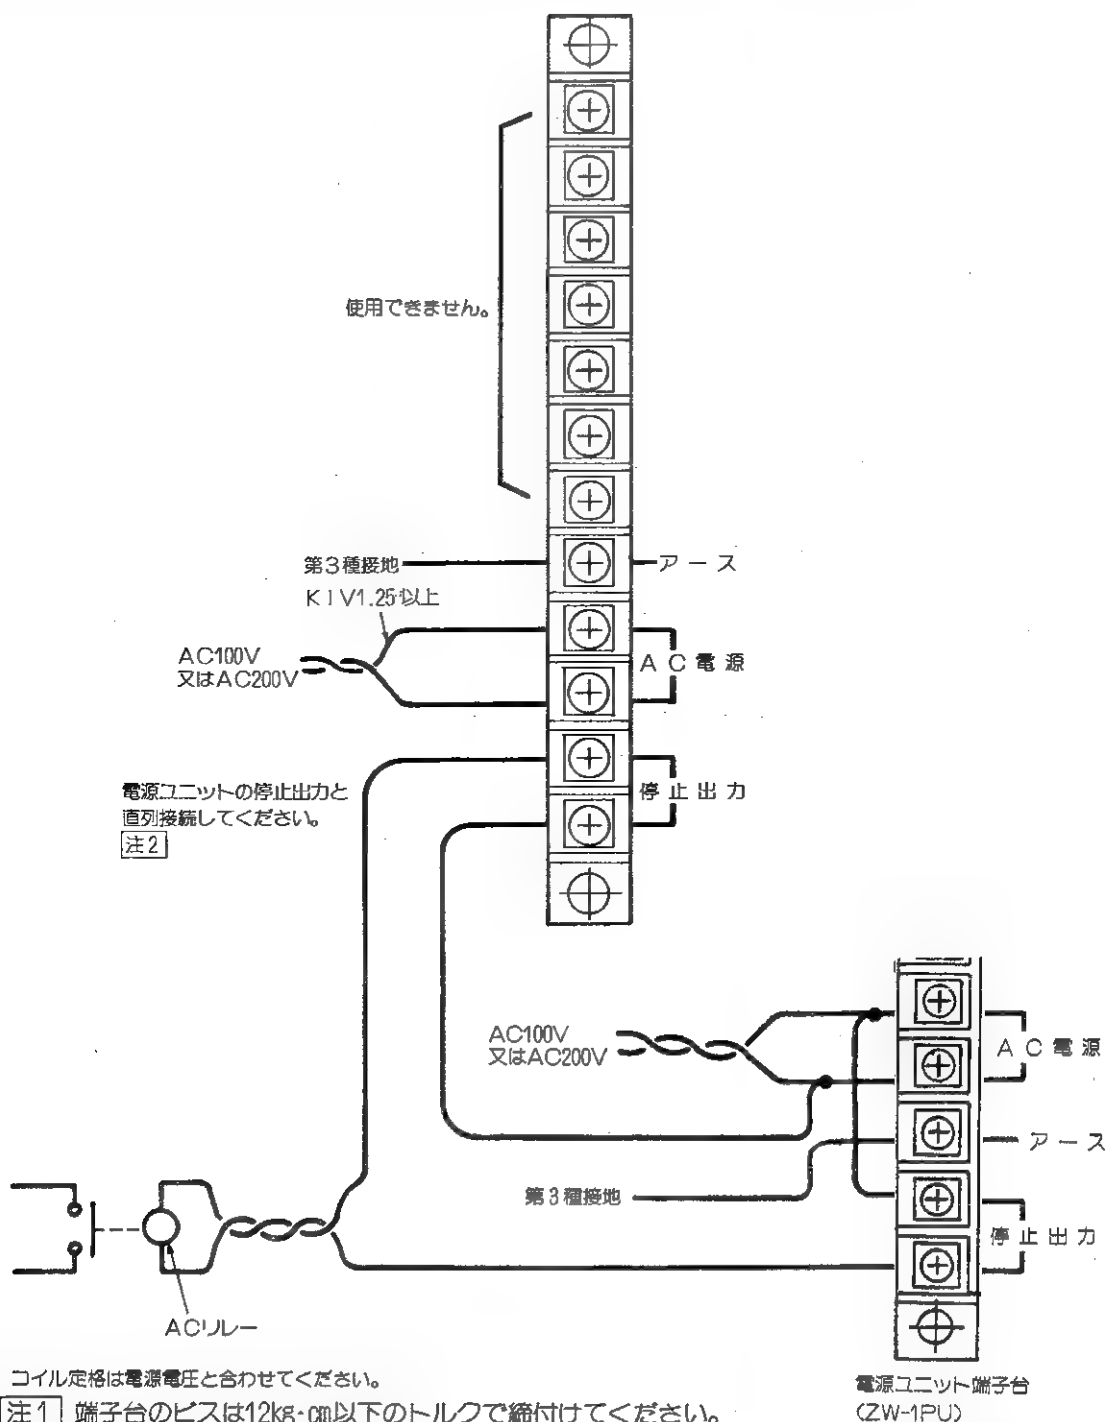 使用できません。
第3種接地
アース
KIV1.25以上
AC100V
又はAC200V
AC電源
電源ユニットの停止出力と
直列接続してください。
注2
停止出力
AC100V
又はAC200V
AC電源
アース
第3種接地
停止出力
ACリレー
コイル定格は電源電圧と合わせてください。
電源ユニット端子台
(ZW-1PU)
注1 端子台のビスは12kg・cm以下のトルクで締付けてください。